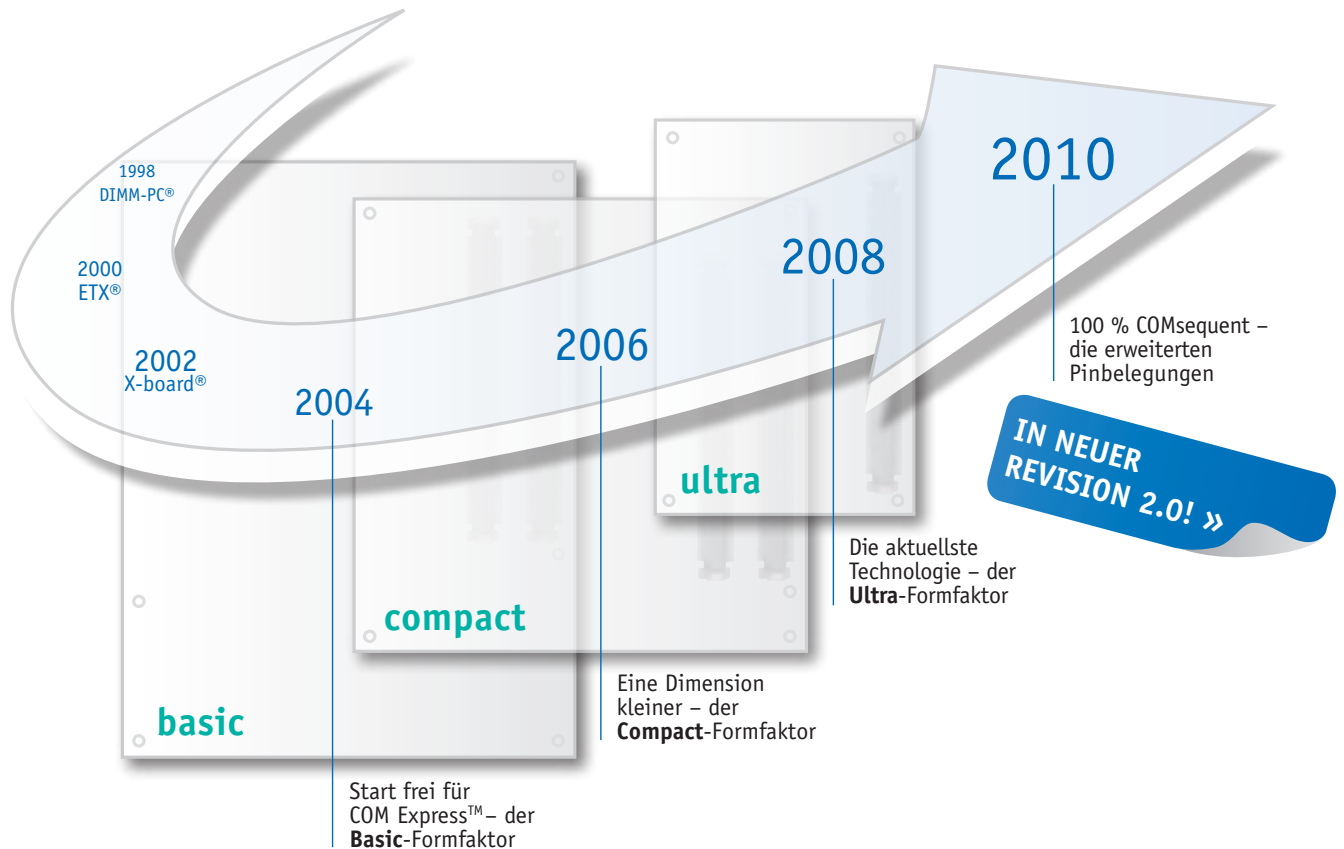 1998
DIMM-PC®
2000
ETX®
2002
X-board®
2004
2006
2008
2010
100 % COMsequent –
die erweiterten
Pinbelegungen
IN NEUER
REVISION 2.0! »
ultra
Die aktuellste
Technologie – der
Ultra-Formfaktor
compact
Eine Dimension
kleiner – der
Compact-Formfaktor
basic
Start frei für
COM Express™ – der
Basic-Formfaktor